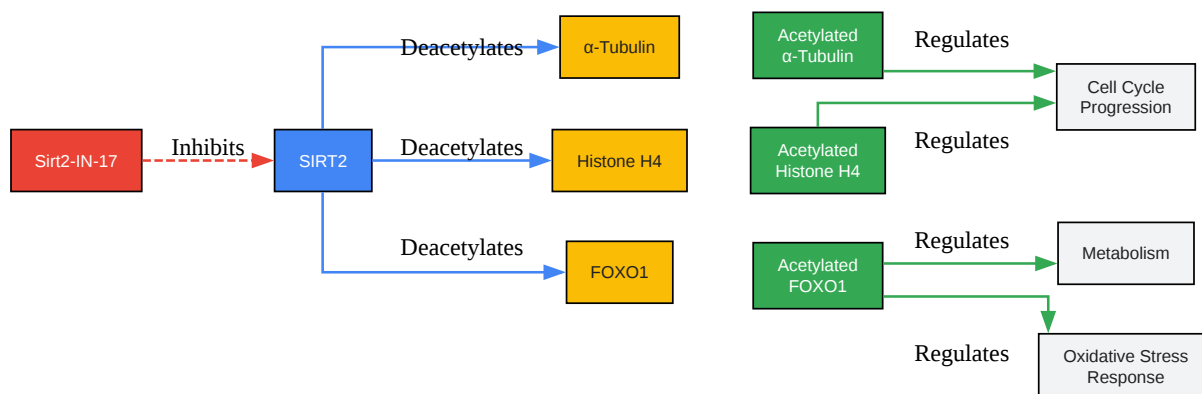 Deacetylates
α-Tubulin
Acetylated
α-Tubulin
Regulates
Cell Cycle
Progression
Sirt2-IN-17
Inhibits
SIRT2
Deacetylates
Histone H4
Acetylated
Histone H4
Regulates
Deacetylates
FOXO1
Acetylated
FOXO1
Regulates
Metabolism
Regulates
Oxidative Stress
Response